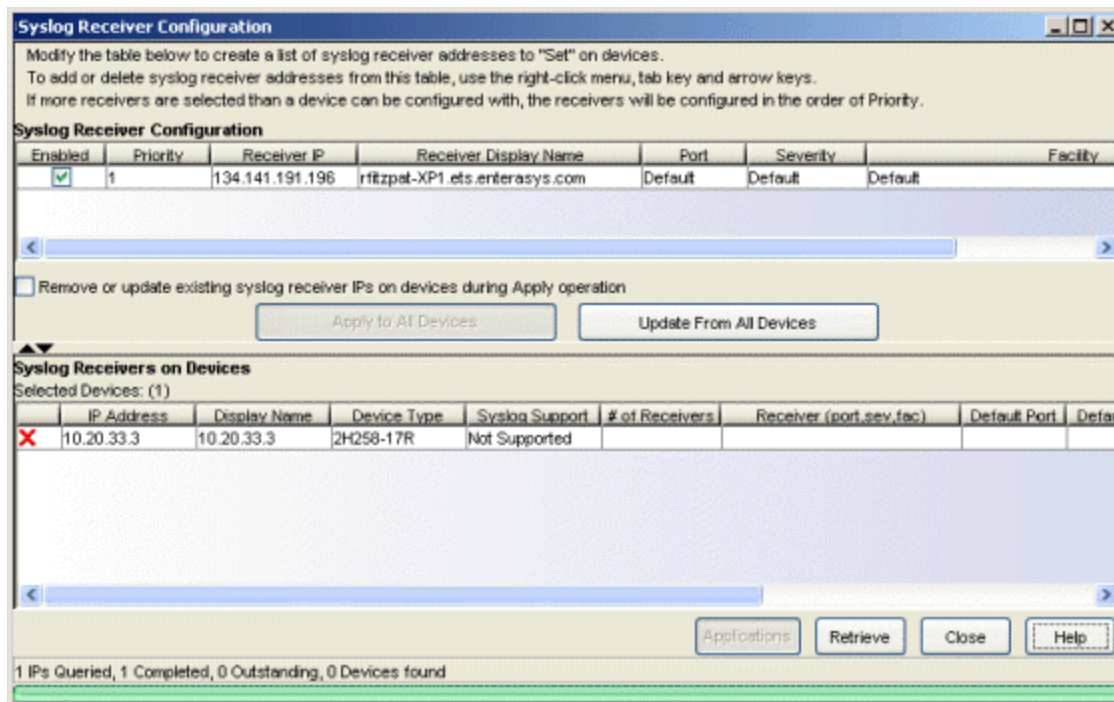 Syslog Receiver Configuration
Modify the table below to create a list of syslog receiver addresses to "Set" on devices.
To add or delete syslog receiver addresses from this table, use the right-click menu, tab key and arrow keys.
If more receivers are selected than a device can be configured with, the receivers will be configured in the order of Priority.
Syslog Receiver Configuration
Enabled Priority Receiver IP Receiver Display Name Port Severity Facility
1 134.141.191.196 rfitzpat-XP1.ets.enterasys.com Default Default Default
Remove or update existing syslog receiver IPs on devices during Apply operation
Apply to All Devices Update From All Devices
Syslog Receivers on Devices
Selected Devices: (1)
IP Address Display Name Device Type Syslog Support # of Receivers Receiver (port,sev,fac) Default Port Defau
10.20.33.3 10.20.33.3 2H258-17R Not Supported
Applications Retrieve Close Help
1 IPs Queried, 1 Completed, 0 Outstanding, 0 Devices found